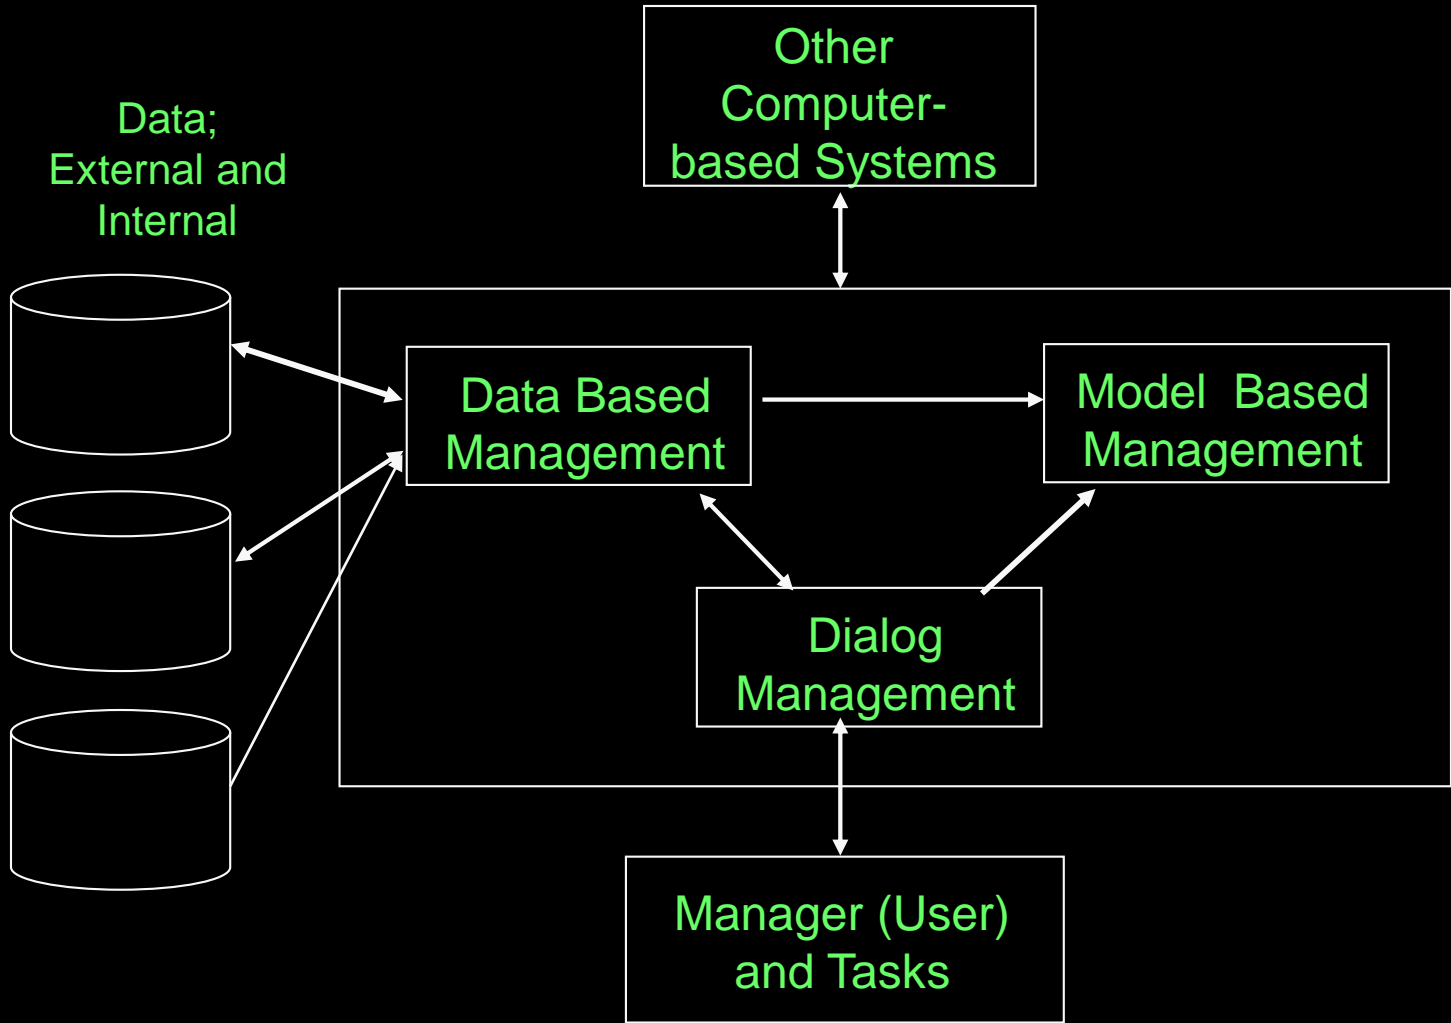 Other
Computer-
based Systems
Data;
External and
Internal
Data Based
Management
Model  Based
Management
Dialog
Management
Manager (User)
and Tasks